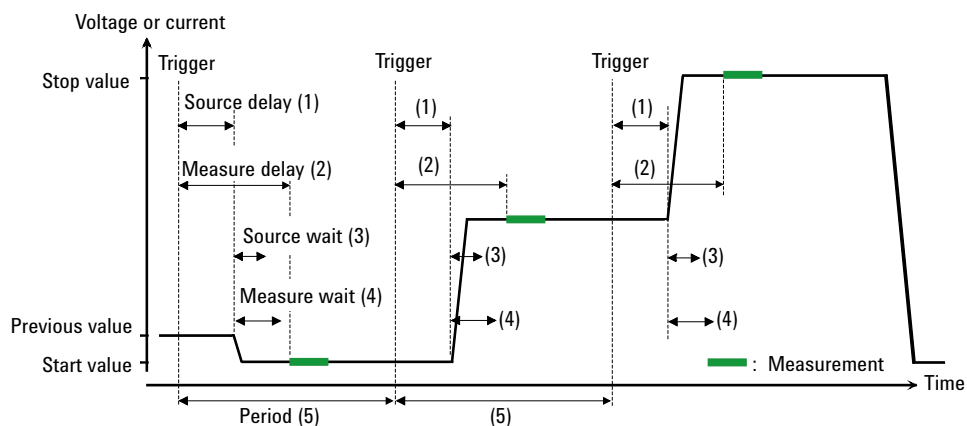 Voltage or current
Trigger
Trigger
Trigger
Stop value
Source delay (1)
(1)
(1)
Measure delay (2)
(2)
(2)
Source wait (3)
(3)
(3)
Measure wait (4)
(4)
(4)
Previous value
Start value
: Measurement
Time
Period (5)
(5)